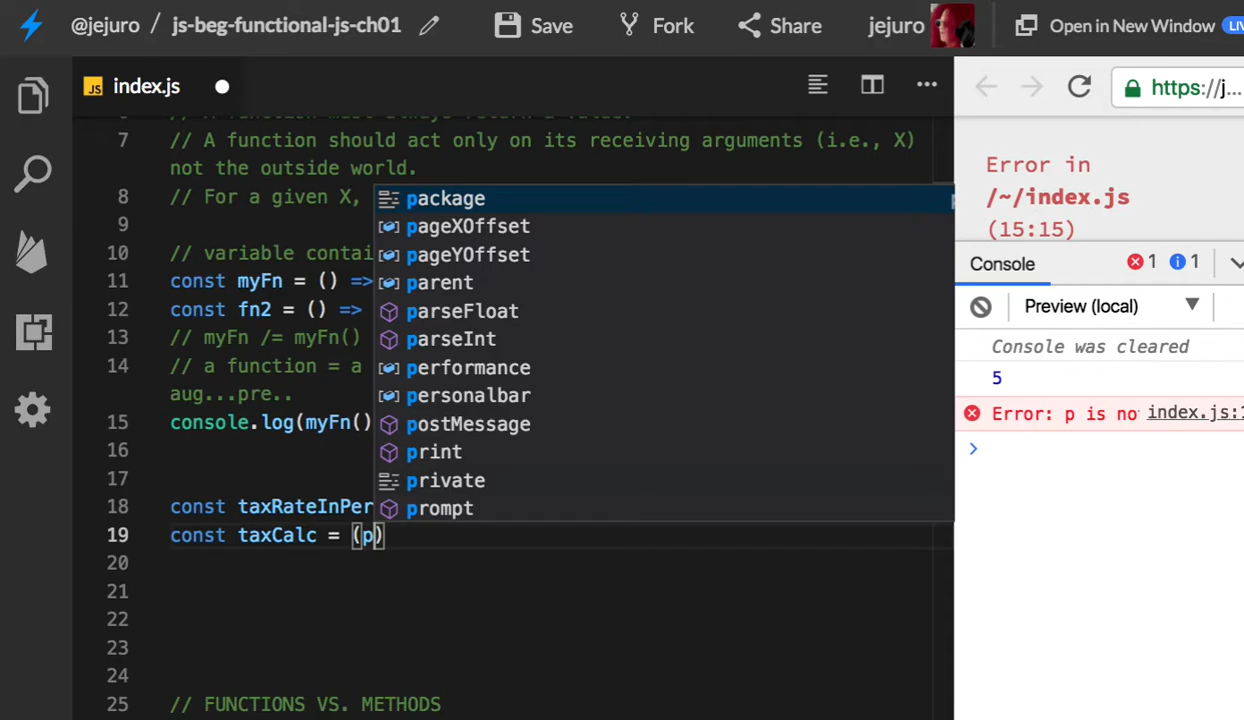 @jejuro / js-beg-functional-js-ch01 Save Fork Share jejuro Open in New Window
JS index.js
https://j...
7 // A function should act only on its receiving arguments (i.e., X)
not the outside world.
8 // For a given X,
9
10 // variable contai
11 const myFn = () =>
12 const fn2 = () =>
13 // myFn /= myFn()
14 // a function = a
aug...pre..
15 console.log(myFn()
16
17
18 const taxRateInPer
19 const taxCalc = (p)
20
21
22
23
24
25 // FUNCTIONS VS. METHODS
package
pageXOffset
pageYOffset
parent
parseFloat
parseInt
performance
personalbar
postMessage
print
private
prompt
Error in
/~/index.js
(15:15)
Console 1 1
Preview (local)
Console was cleared
5
Error: p is no index.js:1